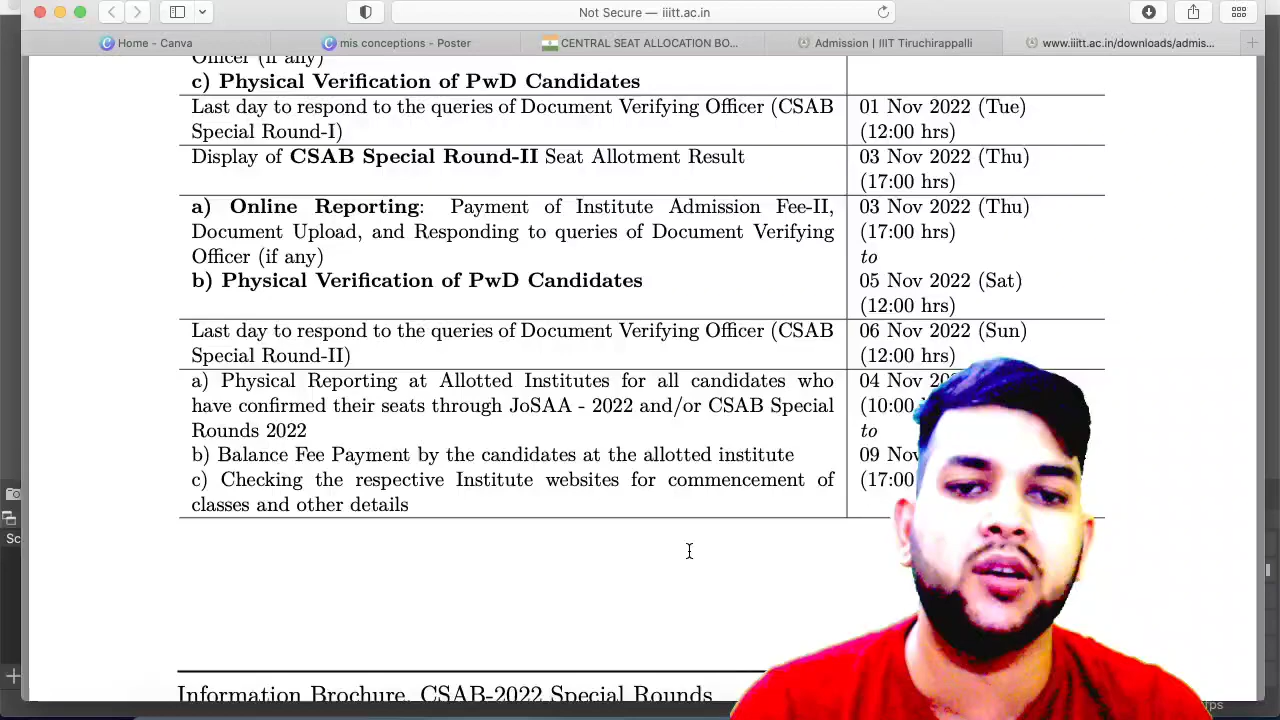 Not Secure — iiitt.ac.in
Home - Canva
mis conceptions - Poster
CENTRAL SEAT ALLOCATION BO...
Admission | IIIT Tiruchirappalli
www.iiitt.ac.in/downloads/admis...
Officer (if any)
c) Physical Verification of PwD Candidates
Last day to respond to the queries of Document Verifying Officer (CSAB
Special Round-I)
01 Nov 2022 (Tue)
(12:00 hrs)
Display of CSAB Special Round-II Seat Allotment Result
03 Nov 2022 (Thu)
(17:00 hrs)
a) Online Reporting: Payment of Institute Admission Fee-II,
Document Upload, and Responding to queries of Document Verifying
Officer (if any)
b) Physical Verification of PwD Candidates
03 Nov 2022 (Thu)
(17:00 hrs)
to
05 Nov 2022 (Sat)
(12:00 hrs)
Last day to respond to the queries of Document Verifying Officer (CSAB
Special Round-II)
06 Nov 2022 (Sun)
(12:00 hrs)
a) Physical Reporting at Allotted Institutes for all candidates who
have confirmed their seats through JoSAA - 2022 and/or CSAB Special
Rounds 2022
b) Balance Fee Payment by the candidates at the allotted institute
c) Checking the respective Institute websites for commencement of
classes and other details
04 Nov
(10:00
to
09 Nov
(17:00
Information Brochure, CSAB-2022 Special Rounds
Sc